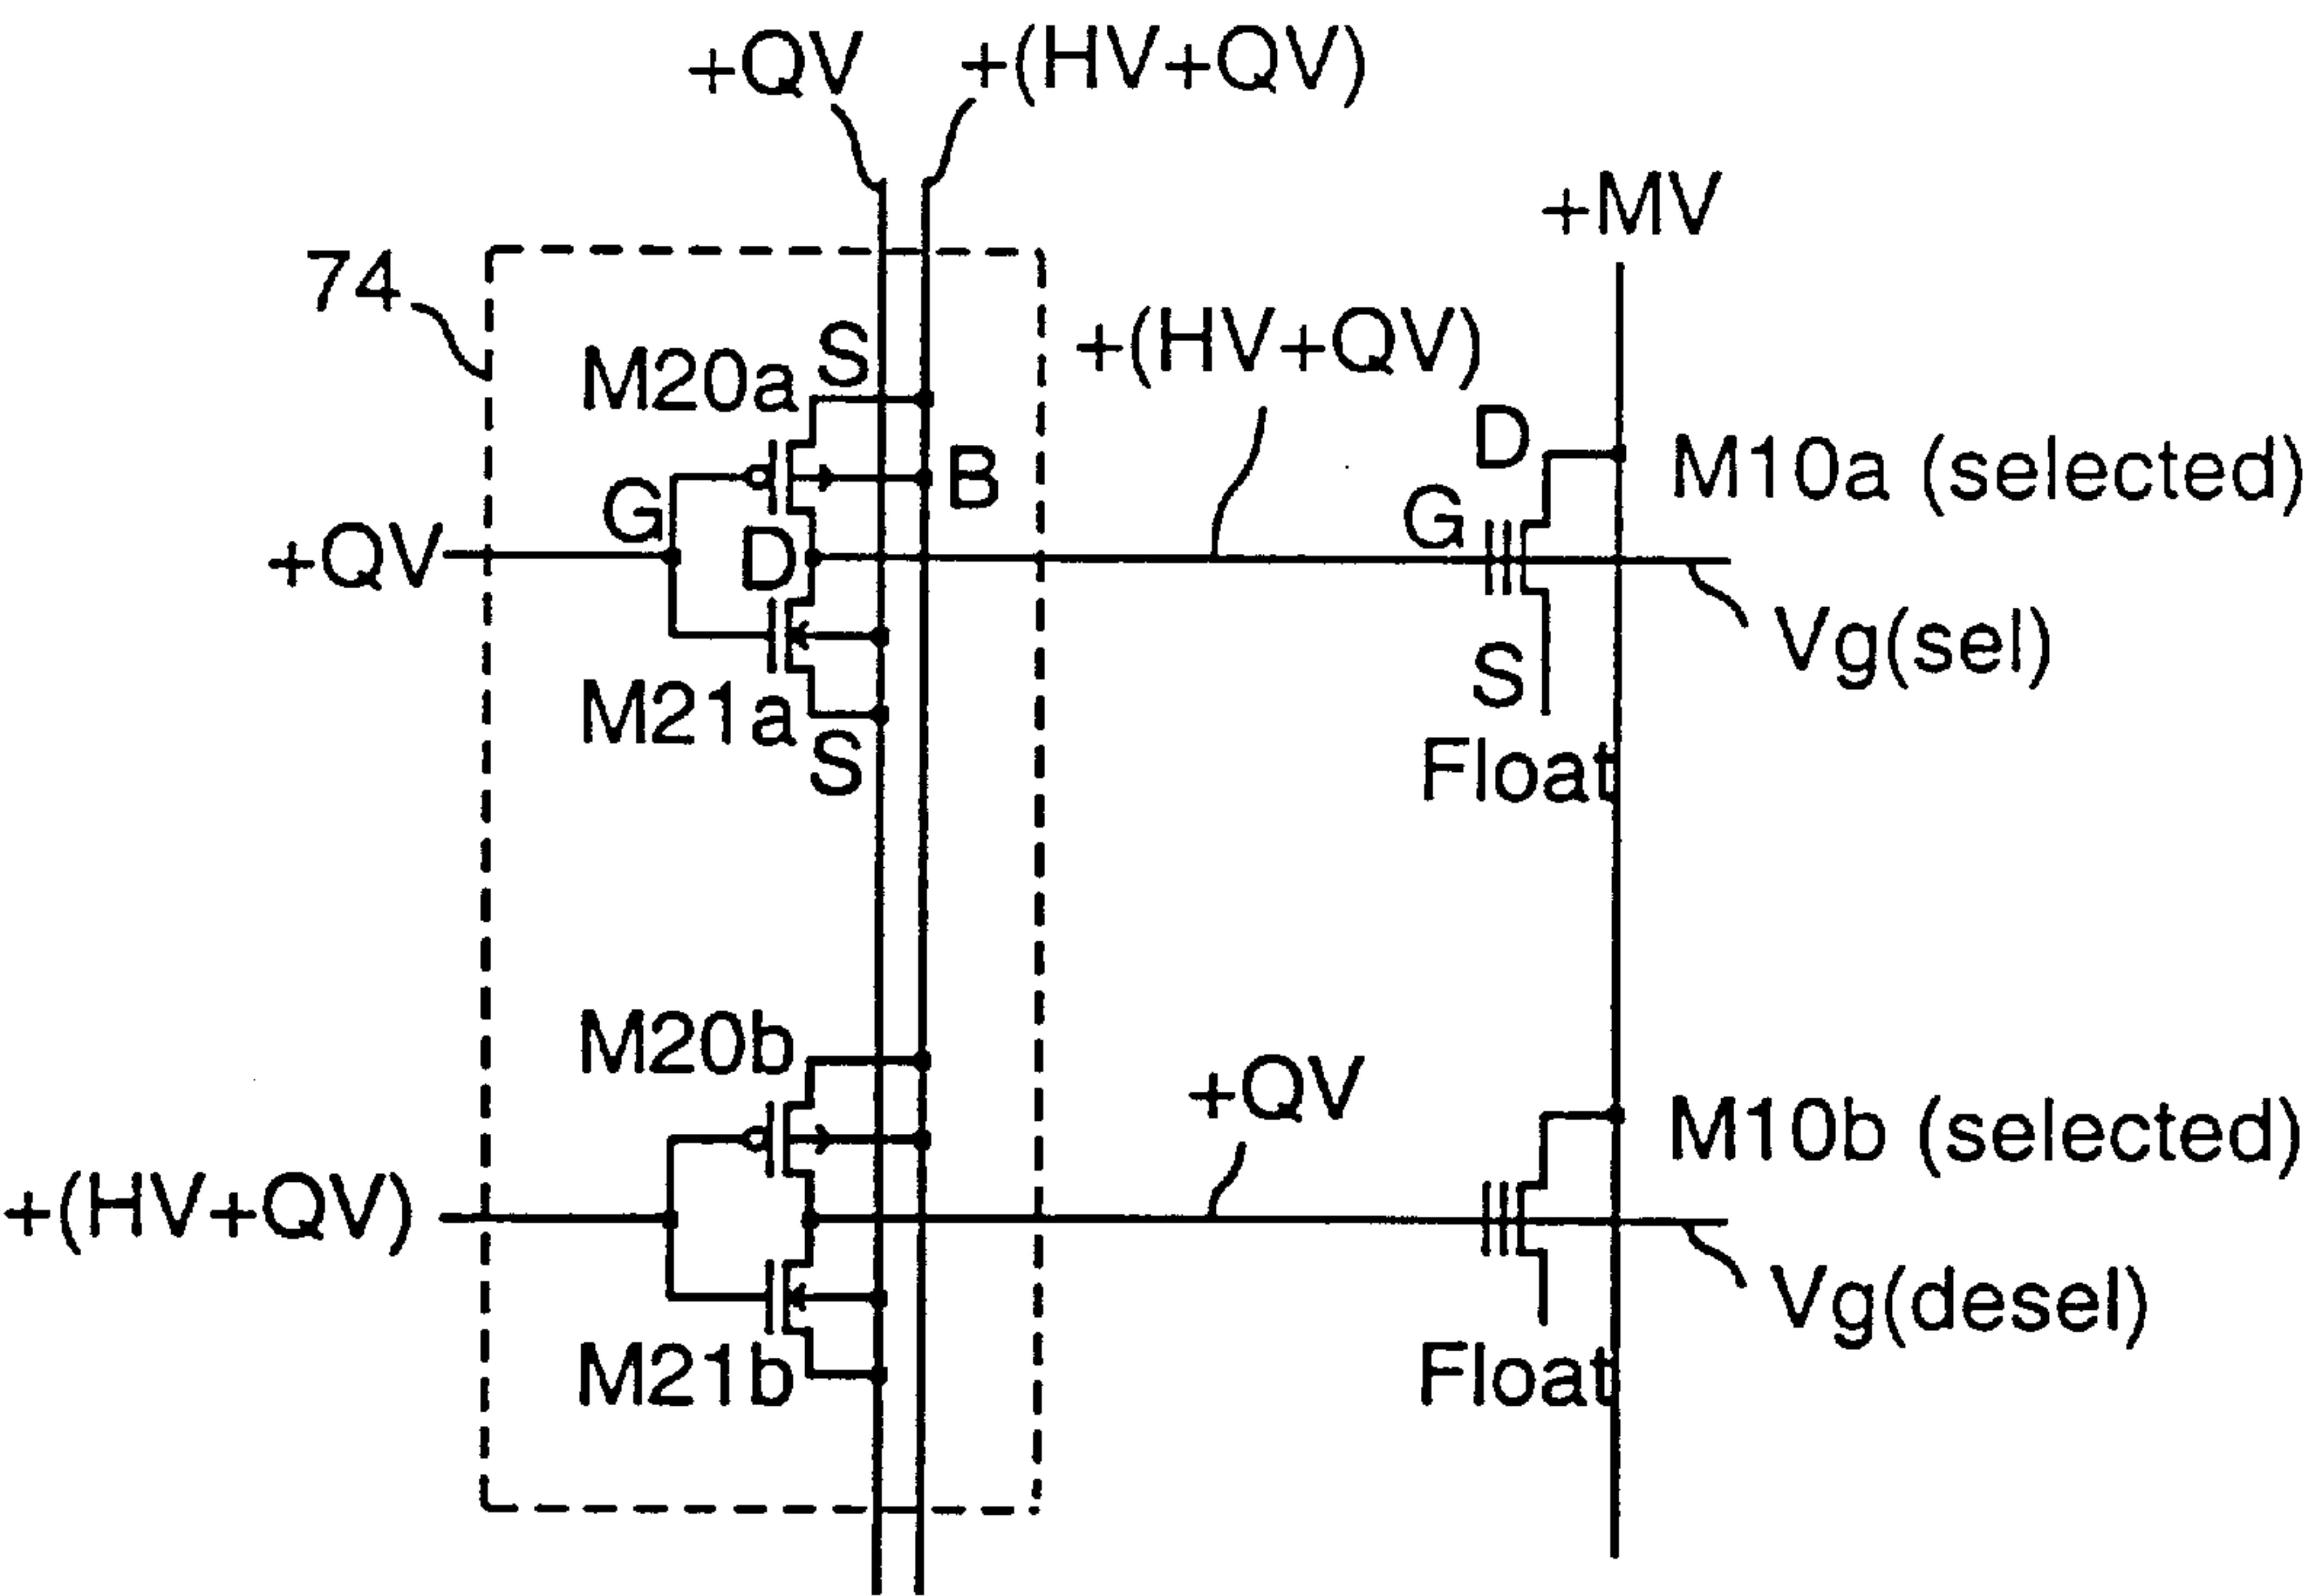 +QV
+(HV+QV)
+MV
74
M20a
S
+(HV+QV)
D
M10a (selected)
B
G
G
+QV
D
Vg(sel)
S
M21a
S
Float
M20b
+QV
M10b (selected)
+(HV+QV)
Vg(desel)
M21b
Float